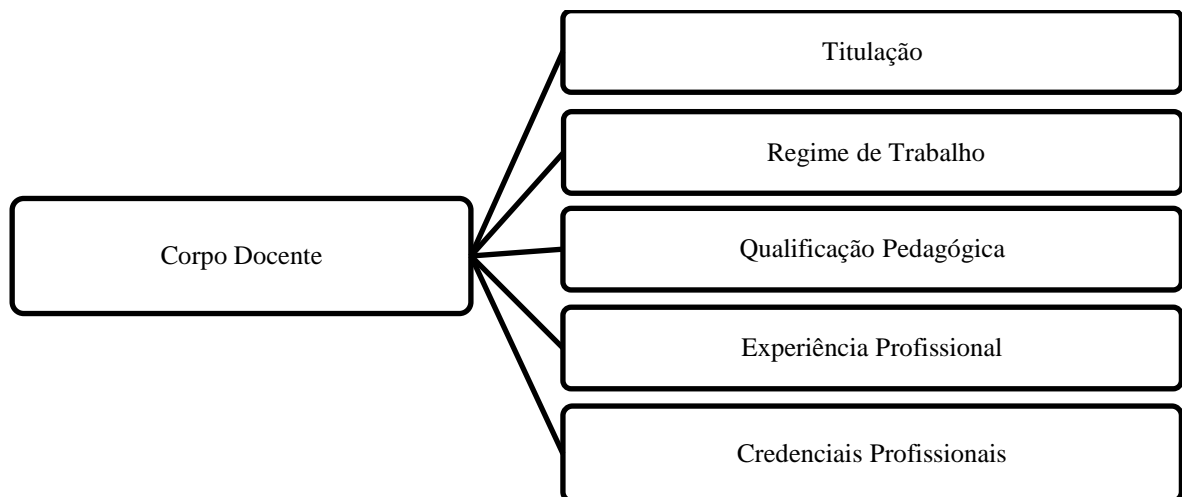 Titulação
Regime de Trabalho
Corpo Docente
Qualificação Pedagógica
Experiência Profissional
Credenciais Profissionais